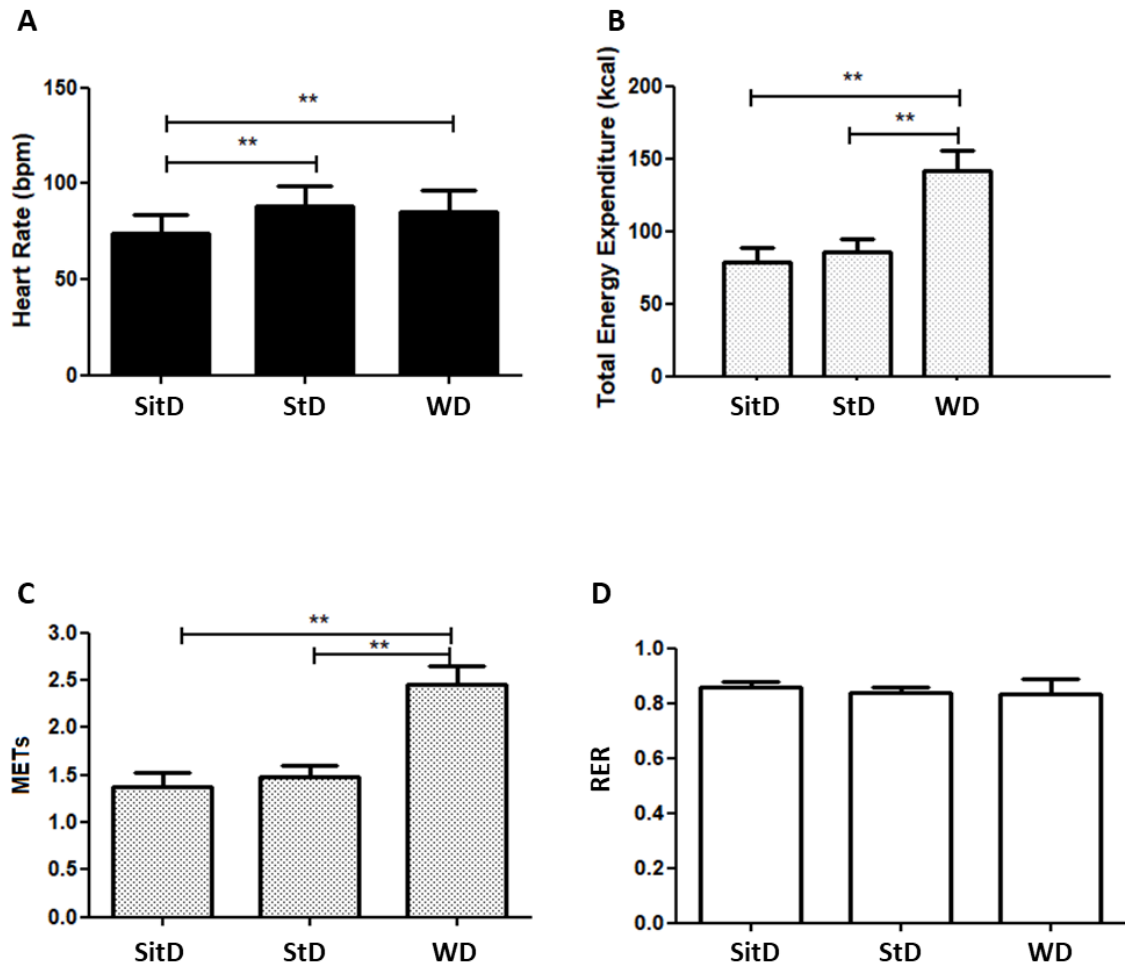 A
Heart Rate (bpm)
150
100
50
0
**
**
SitD StD WD
B
Total Energy Expenditure (kcal)
200
150
100
50
0
**
**
SitD StD WD
C
METs
3.0
2.5
2.0
1.5
1.0
0.5
0.0
**
**
SitD StD WD
D
RER
1.0
0.8
0.6
0.4
0.2
0.0
SitD StD WD